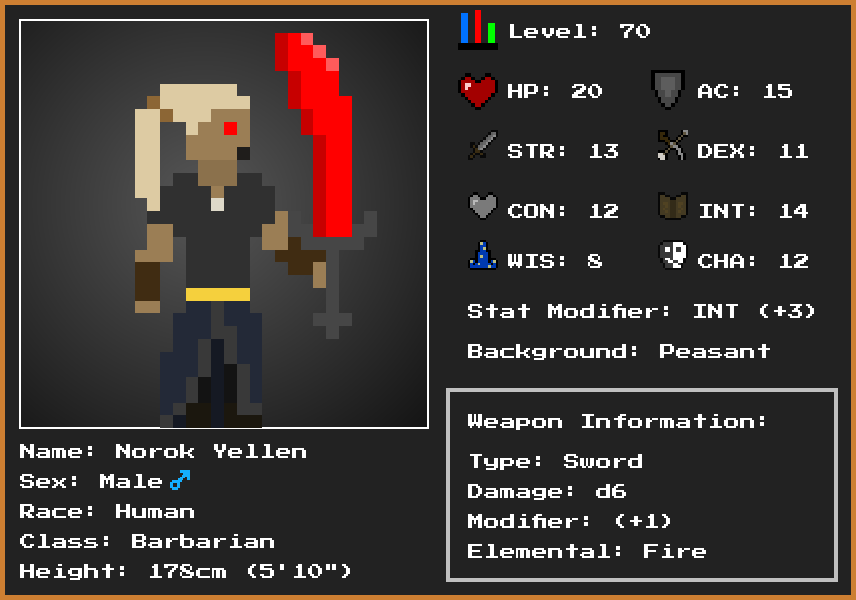 Level: 70
HP: 20 AC: 15
STR: 13 DEX: 11
CON: 12 INT: 14
WIS: 8 CHA: 12
Stat Modifier: INT (+3)
Background: Peasant
Weapon Information:
Type: Sword
Damage: d6
Modifier: (+1)
Elemental: Fire
Name: Norok Yellen
Sex: Male ♂
Race: Human
Class: Barbarian
Height: 178cm (5'10")